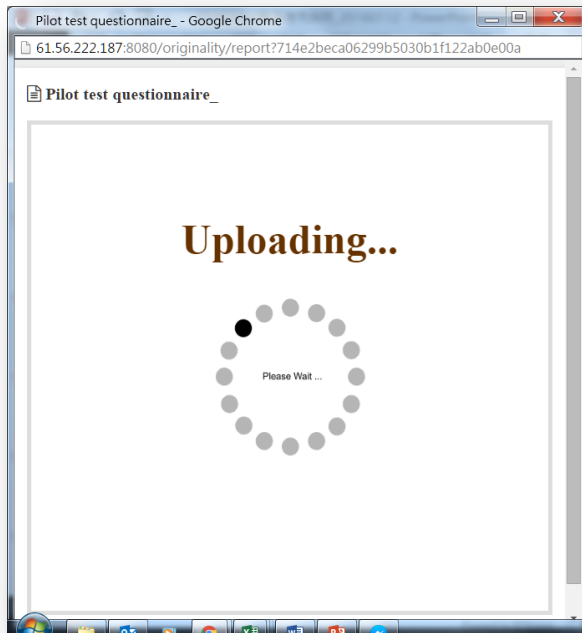 Pilot test questionnaire_ - Google Chrome
61.56.222.187:8080/originality/report?714e2beca06299b5030b1f122ab0e00a
Pilot test questionnaire_
Uploading...
Please Wait ...